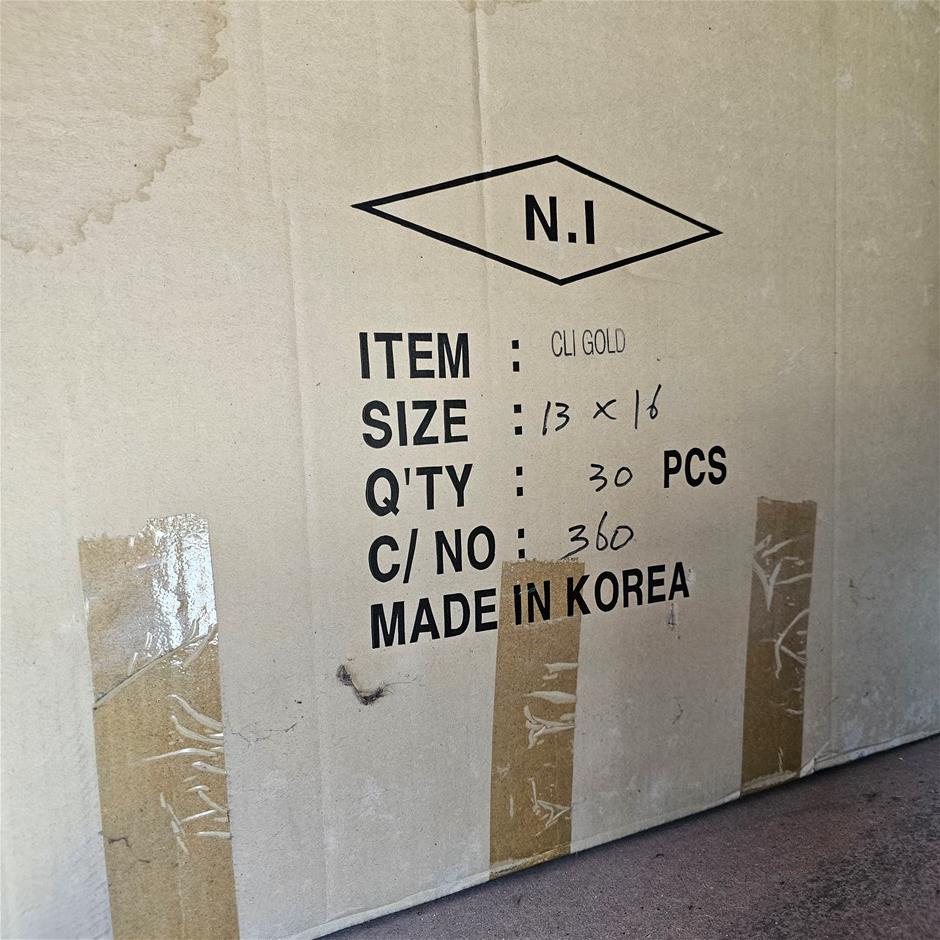 N.I
ITEM : CLI GOLD
SIZE : 13 x 16
Q'TY : 30 PCS
C/ NO : 360
MADE IN KOREA